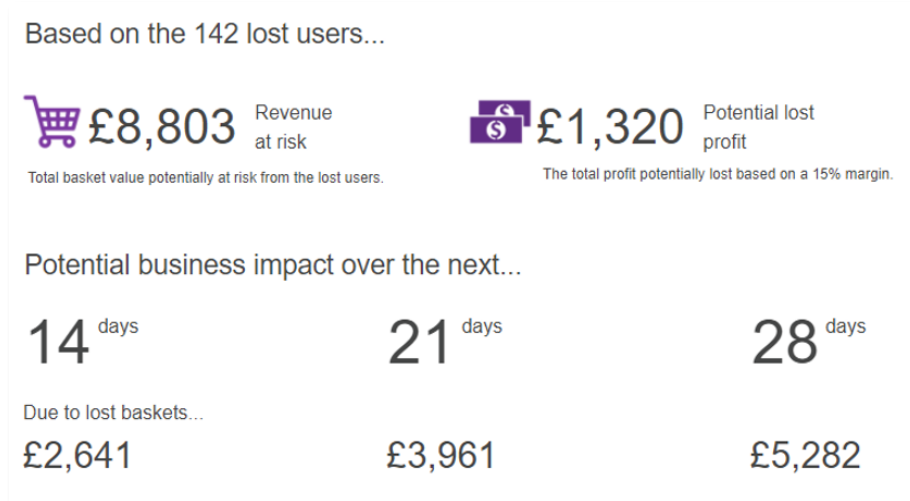 Based on the 142 lost users...
£8,803 Revenue at risk
£1,320 Potential lost profit
Total basket value potentially at risk from the lost users.
The total profit potentially lost based on a 15% margin.
Potential business impact over the next...
14 days
21 days
28 days
Due to lost baskets...
£2,641
£3,961
£5,282